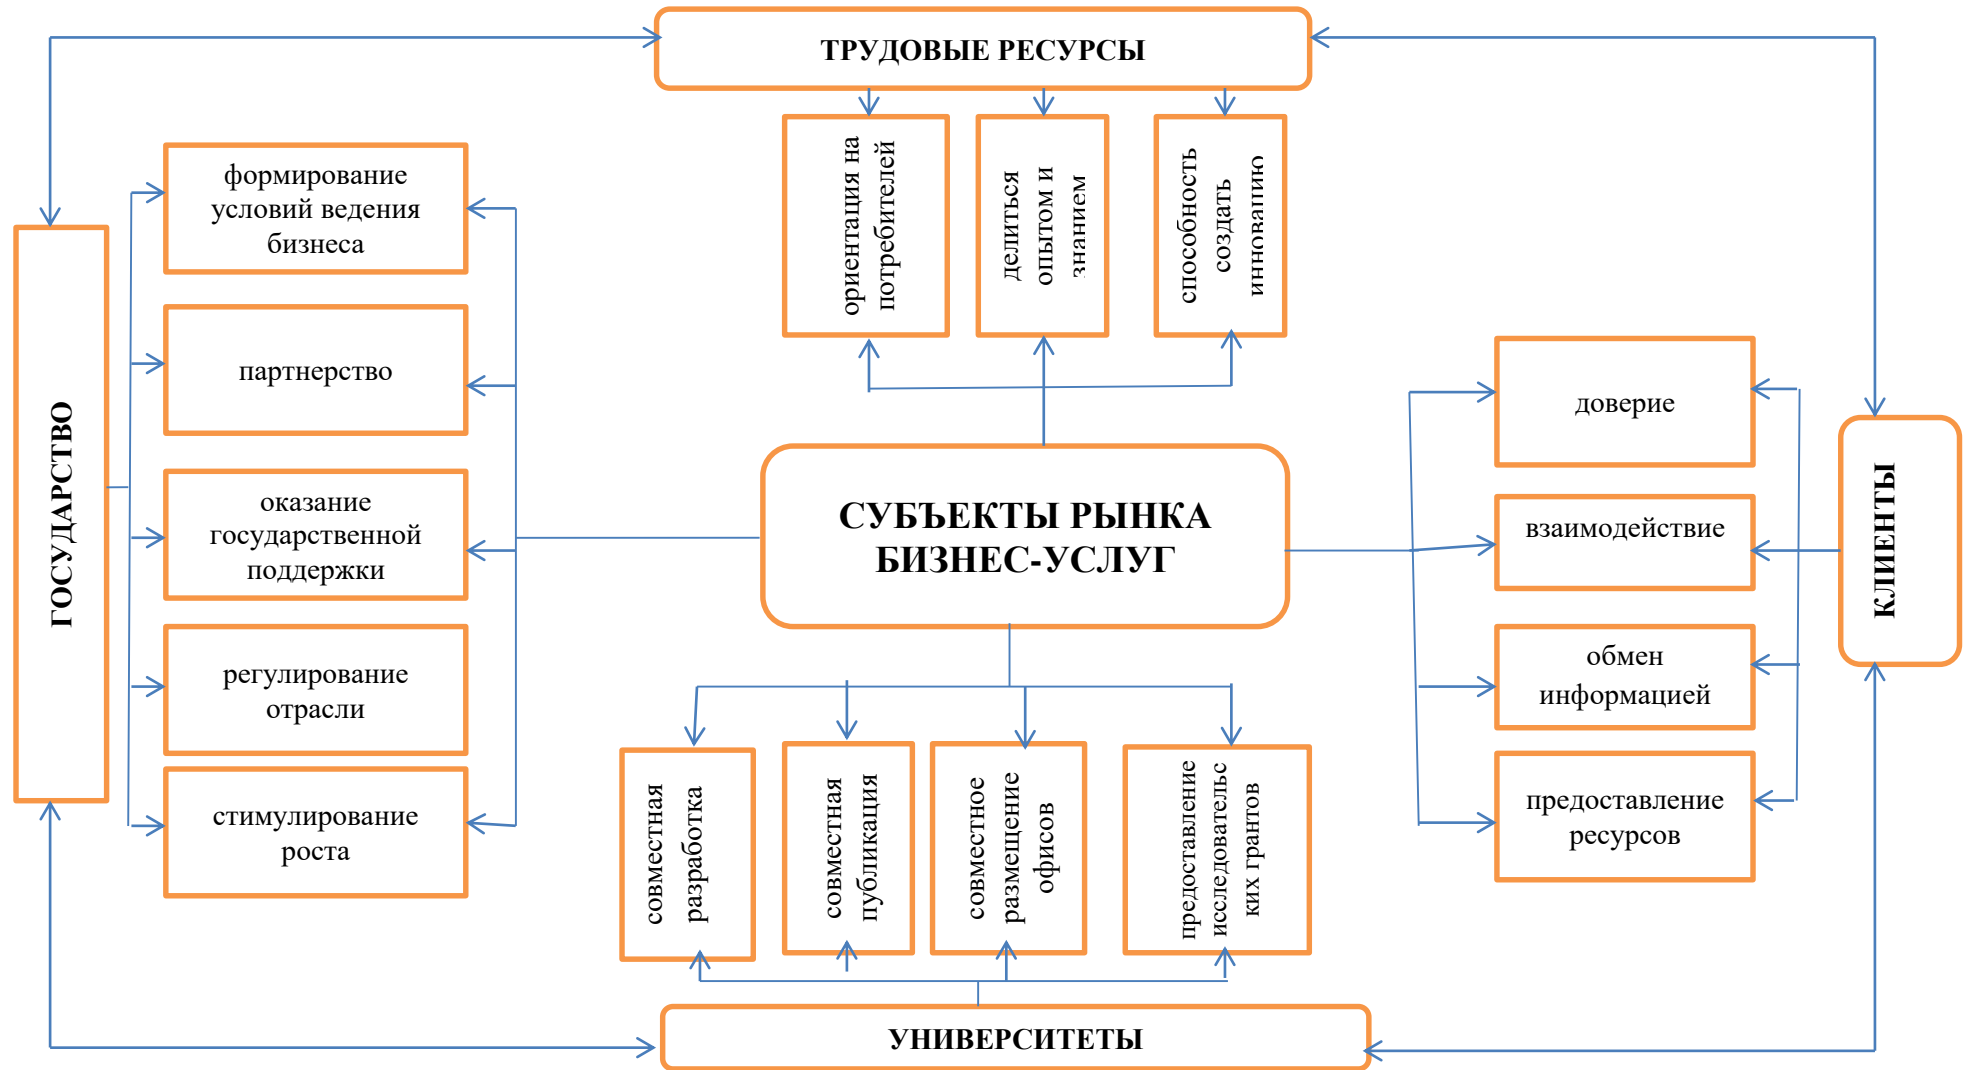 ТРУДОВЫЕ РЕСУРСЫ
ориентация на
потребителей
делиться
опытом и
знанием
способность
создать
инновацию
ГОСУДАРСТВО
формирование
условий ведения
бизнеса
партнерство
оказание
государственной
поддержки
регулирование
отрасли
стимулирование
роста
СУБЪЕКТЫ РЫНКА
БИЗНЕС-УСЛУГ
доверие
взаимодействие
обмен
информацией
предоставление
ресурсов
КЛИЕНТЫ
совместная
разработка
совместная
публикация
совместное
размещение
офисов
предоставление
исследовательс
ких грантов
УНИВЕРСИТЕТЫ